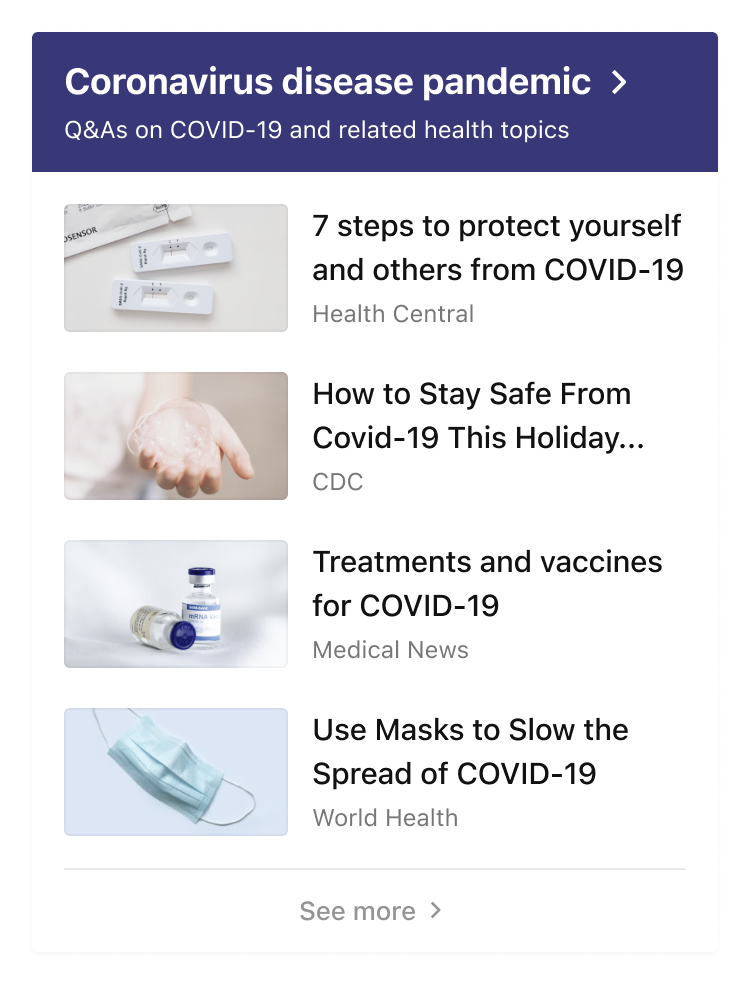 Coronavirus disease pandemic
Q&As on COVID-19 and related health topics
OSENSOR
7 steps to protect yourself
and others from COVID-19
Health Central
How to Stay Safe From
Covid-19 This Holiday...
CDC
mRNA
Treatments and vaccines
for COVID-19
Medical News
Use Masks to Slow the
Spread of COVID-19
World Health
See more